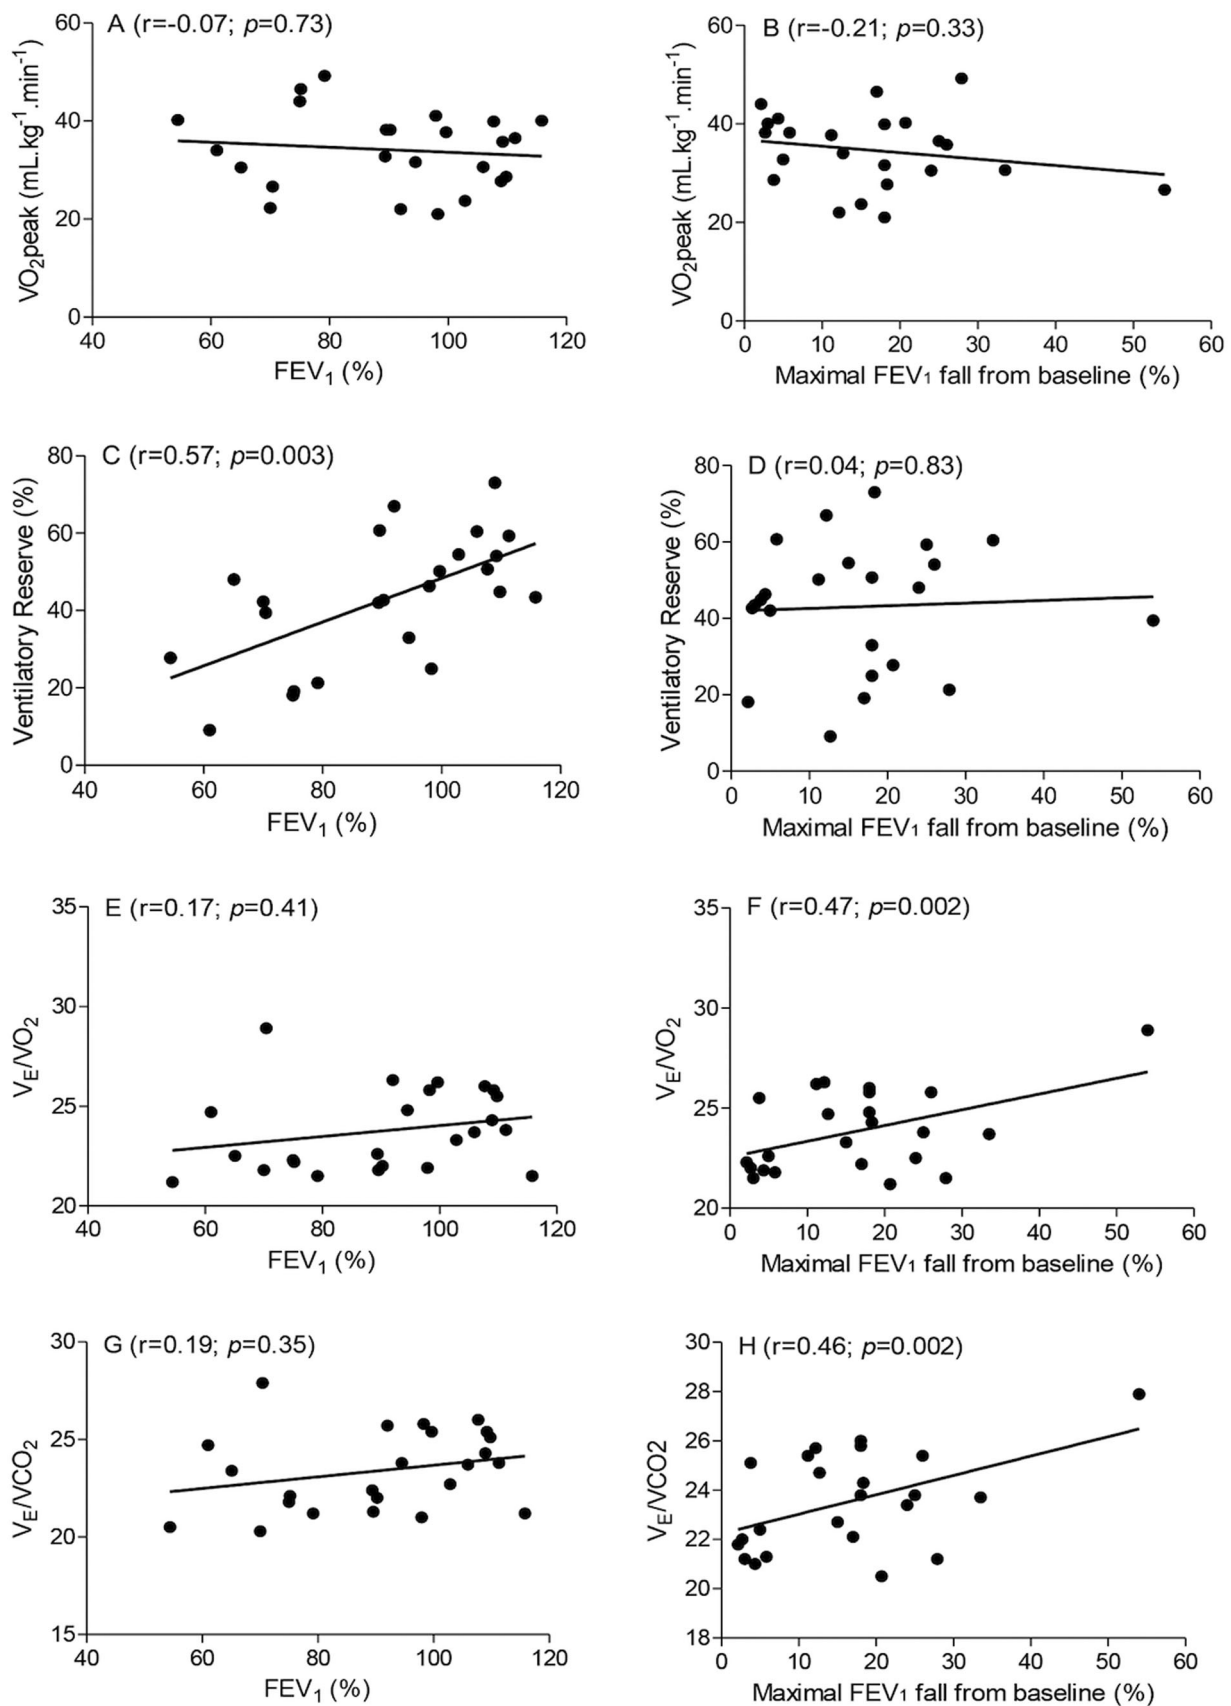 A (r=-0.07; p=0.73)
60
40
20
0
VO2peak (mL.kg-1.min-1)
40 60 80 100 120
FEV1 (%)
B (r=-0.21; p=0.33)
60
40
20
0
VO2peak (mL.kg-1.min-1)
0 10 20 30 40 50 60
Maximal FEV1 fall from baseline (%)
C (r=0.57; p=0.003)
80
60
40
20
0
Ventilatory Reserve (%)
40 60 80 100 120
FEV1 (%)
D (r=0.04; p=0.83)
80
60
40
20
0
Ventilatory Reserve (%)
0 10 20 30 40 50 60
Maximal FEV1 fall from baseline (%)
E (r=0.17; p=0.41)
35
30
25
20
VE/VO2
40 60 80 100 120
FEV1 (%)
F (r=0.47; p=0.002)
35
30
25
20
VE/VO2
0 10 20 30 40 50 60
Maximal FEV1 fall from baseline (%)
G (r=0.19; p=0.35)
30
25
20
15
VE/VCO2
40 60 80 100 120
FEV1 (%)
H (r=0.46; p=0.002)
30
28
26
24
22
20
18
VE/VCO2
0 10 20 30 40 50 60
Maximal FEV1 fall from baseline (%)